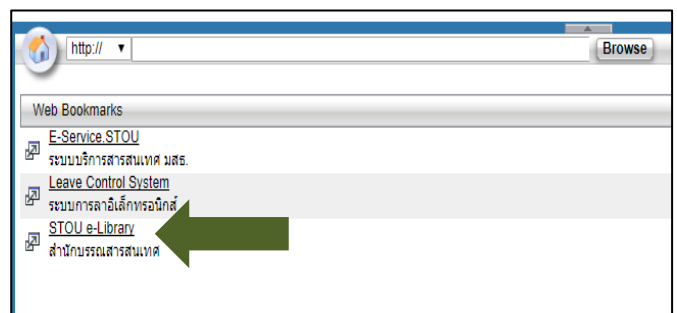 http:// Browse
Web Bookmarks
E-Service.STOU
ระบบบริการสารสนเทศ มสธ.
Leave Control System
ระบบการลาอิเล็กทรอนิกส์
STOU e-Library
สำนักบรรณสารสนเทศ